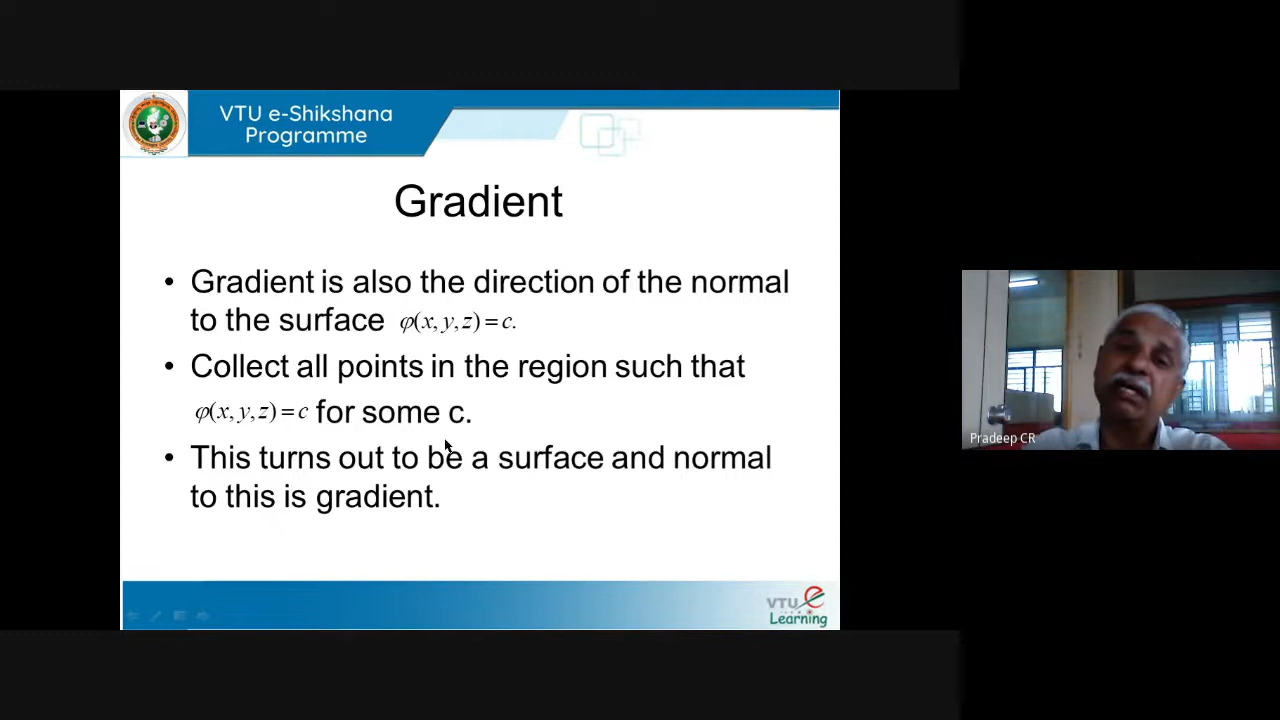 VTU e-Shikshana
Programme
Gradient
• Gradient is also the direction of the normal
to the surface φ(x, y, z) = c.
• Collect all points in the region such that
φ(x, y, z) = c for some c.
• This turns out to be a surface and normal
to this is gradient.
VTU e
Learning
Pradeep CR